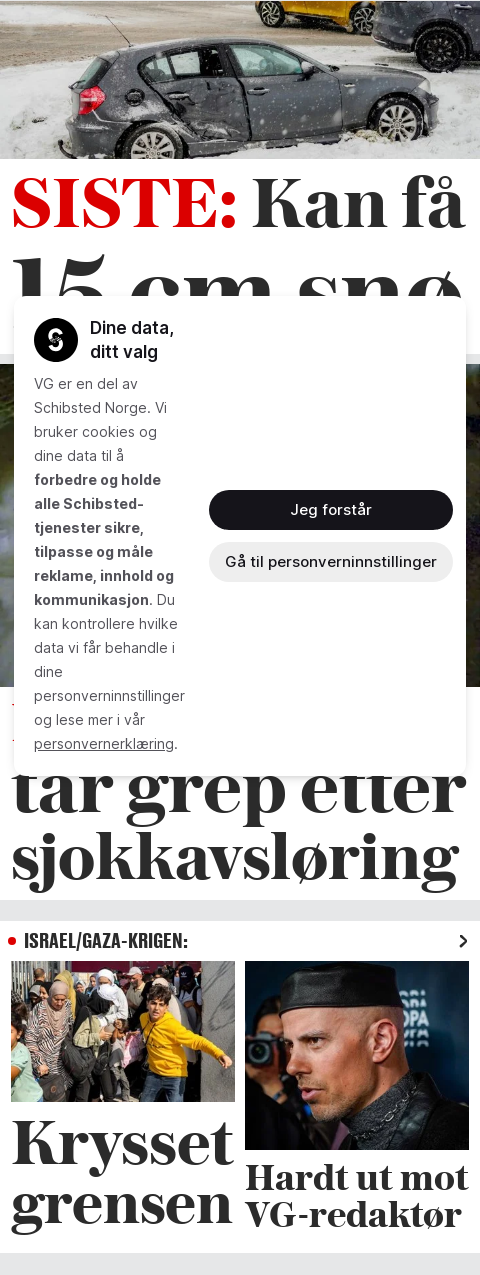 SISTE: Kan få
15 cm snø
Dine data,
ditt valg
VG er en del av
Schibsted Norge. Vi
bruker cookies og
dine data til å
forbedre og holde
alle Schibsted-
tjenester sikre,
tilpasse og måle
reklame, innhold og
kommunikasjon. Du
kan kontrollere hvilke
data vi får behandle i
dine
personverninnstillinger
og lese mer i vår
personvernerklæring.
Jeg forstår
Gå til personverninnstillinger
tar grep etter
sjokkavsløring
ISRAEL/GAZA-KRIGEN:
Krysset
grensen
Hardt ut mot
VG-redaktør